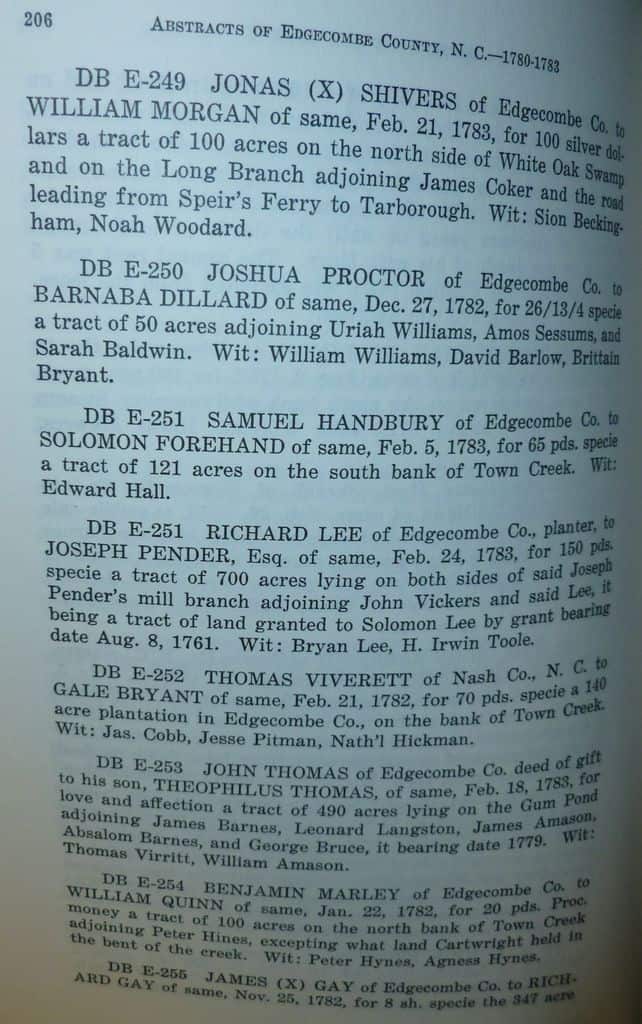 206
ABSTRACTS OF EDGECOMBE COUNTY, N. C.—1780-1783
DB E-249 JONAS (X) SHIVERS of Edgecombe Co. to
WILLIAM MORGAN of same, Feb. 21, 1783, for 100 silver dol-
lars a tract of 100 acres on the north side of White Oak Swamp
and on the Long Branch adjoining James Coker and the road
leading from Speir's Ferry to Tarborough. Wit: Sion Becking-
ham, Noah Woodard.
DB E-250 JOSHUA PROCTOR of Edgecombe Co. to
BARNABA DILLARD of same, Dec. 27, 1782, for 26/13/4 specie
a tract of 50 acres adjoining Uriah Williams, Amos Sessums, and
Sarah Baldwin. Wit: William Williams, David Barlow, Brittain
Bryant.
DB E-251 SAMUEL HANDBURY of Edgecombe Co. to
SOLOMON FOREHAND of same, Feb. 5, 1783, for 65 pds. specie
a tract of 121 acres on the south bank of Town Creek. Wit:
Edward Hall.
DB E-251 RICHARD LEE of Edgecombe Co., planter, to
JOSEPH PENDER, Esq. of same, Feb. 24, 1783, for 150 pds.
specie a tract of 700 acres lying on both sides of said Joseph
Pender's mill branch adjoining John Vickers and said Lee, it
being a tract of land granted to Solomon Lee by grant bearing
date Aug. 8, 1761. Wit: Bryan Lee, H. Irwin Toole.
DB E-252 THOMAS VIVERETT of Nash Co., N. C. to
GALE BRYANT of same, Feb. 21, 1782, for 70 pds. specie a 140
acre plantation in Edgecombe Co., on the bank of Town Creek.
Wit: Jas. Cobb, Jesse Pitman, Nath'l Hickman.
DB E-253 JOHN THOMAS of Edgecombe Co. deed of gift
to his son, THEOPHILUS THOMAS, of same, Feb. 18, 1783, for
love and affection a tract of 490 acres lying on the Gum Pond
adjoining James Barnes, Leonard Langston, James Amason,
Absalom Barnes, and George Bruce, it bearing date 1779. Wit:
Thomas Virritt, William Amason.
DB E-254 BENJAMIN MARLEY of Edgecombe Co. to
WILLIAM QUINN of same, Jan. 22, 1782, for 20 pds. Proc.
money a tract of 100 acres on the north bank of Town Creek
adjoining Peter Hines, excepting what land Cartwright held in
the bent of the creek. Wit: Peter Hynes, Agness Hynes.
DB E-255 JAMES (X) GAY of Edgecombe Co. to RICH-
ARD GAY of same, Nov. 25, 1782, for 8 sh. specie the 347 acre